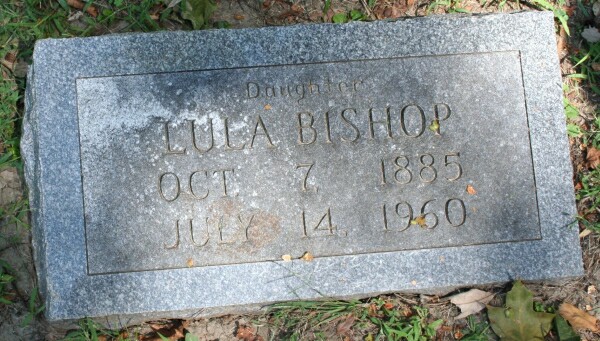 Daughter
LULA BISHOP
OCT. 7, 1885
JULY 14, 1960